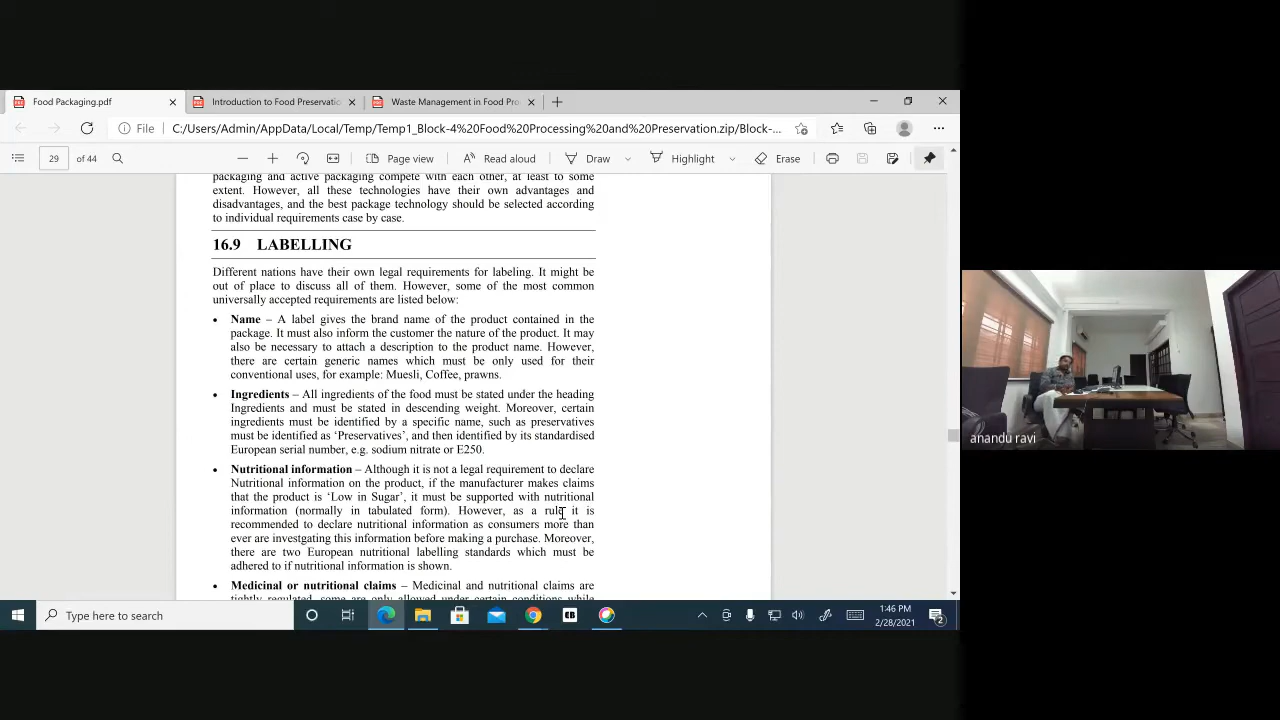 Food Packaging.pdf
Introduction to Food Preservatio
Waste Management in Food Pro
File
C:/Users/Admin/AppData/Local/Temp/Temp1_Block-4%20Food%20Processing%20and%20Preservation.zip/Block-...
29 of 44
Page view
Read aloud
Draw
Highlight
Erase
packaging and active packaging compete with each other, at least to some
extent. However, all these technologies have their own advantages and
disadvantages, and the best package technology should be selected according
to individual requirements case by case.
16.9 LABELLING
Different nations have their own legal requirements for labeling. It might be
out of place to discuss all of them. However, some of the most common
universally accepted requirements are listed below:
• Name – A label gives the brand name of the product contained in the
package. It must also inform the customer the nature of the product. It may
also be necessary to attach a description to the product name. However,
there are certain generic names which must be only used for their
conventional uses, for example: Muesli, Coffee, prawns.
• Ingredients – All ingredients of the food must be stated under the heading
Ingredients and must be stated in descending weight. Moreover, certain
ingredients must be identified by a specific name, such as preservatives
must be identified as ‘Preservatives’, and then identified by its standardised
European serial number, e.g. sodium nitrate or E250.
• Nutritional information – Although it is not a legal requirement to declare
Nutritional information on the product, if the manufacturer makes claims
that the product is ‘Low in Sugar’, it must be supported with nutritional
information (normally in tabulated form). However, as a rule it is
recommended to declare nutritional information as consumers more than
ever are investgating this information before making a purchase. Moreover,
there are two European nutritional labelling standards which must be
adhered to if nutritional information is shown.
• Medicinal or nutritional claims – Medicinal and nutritional claims are
tightly regulated, some are only allowed under certain conditions while
anandu ravi
Type here to search
CB
1:46 PM
2/28/2021
2